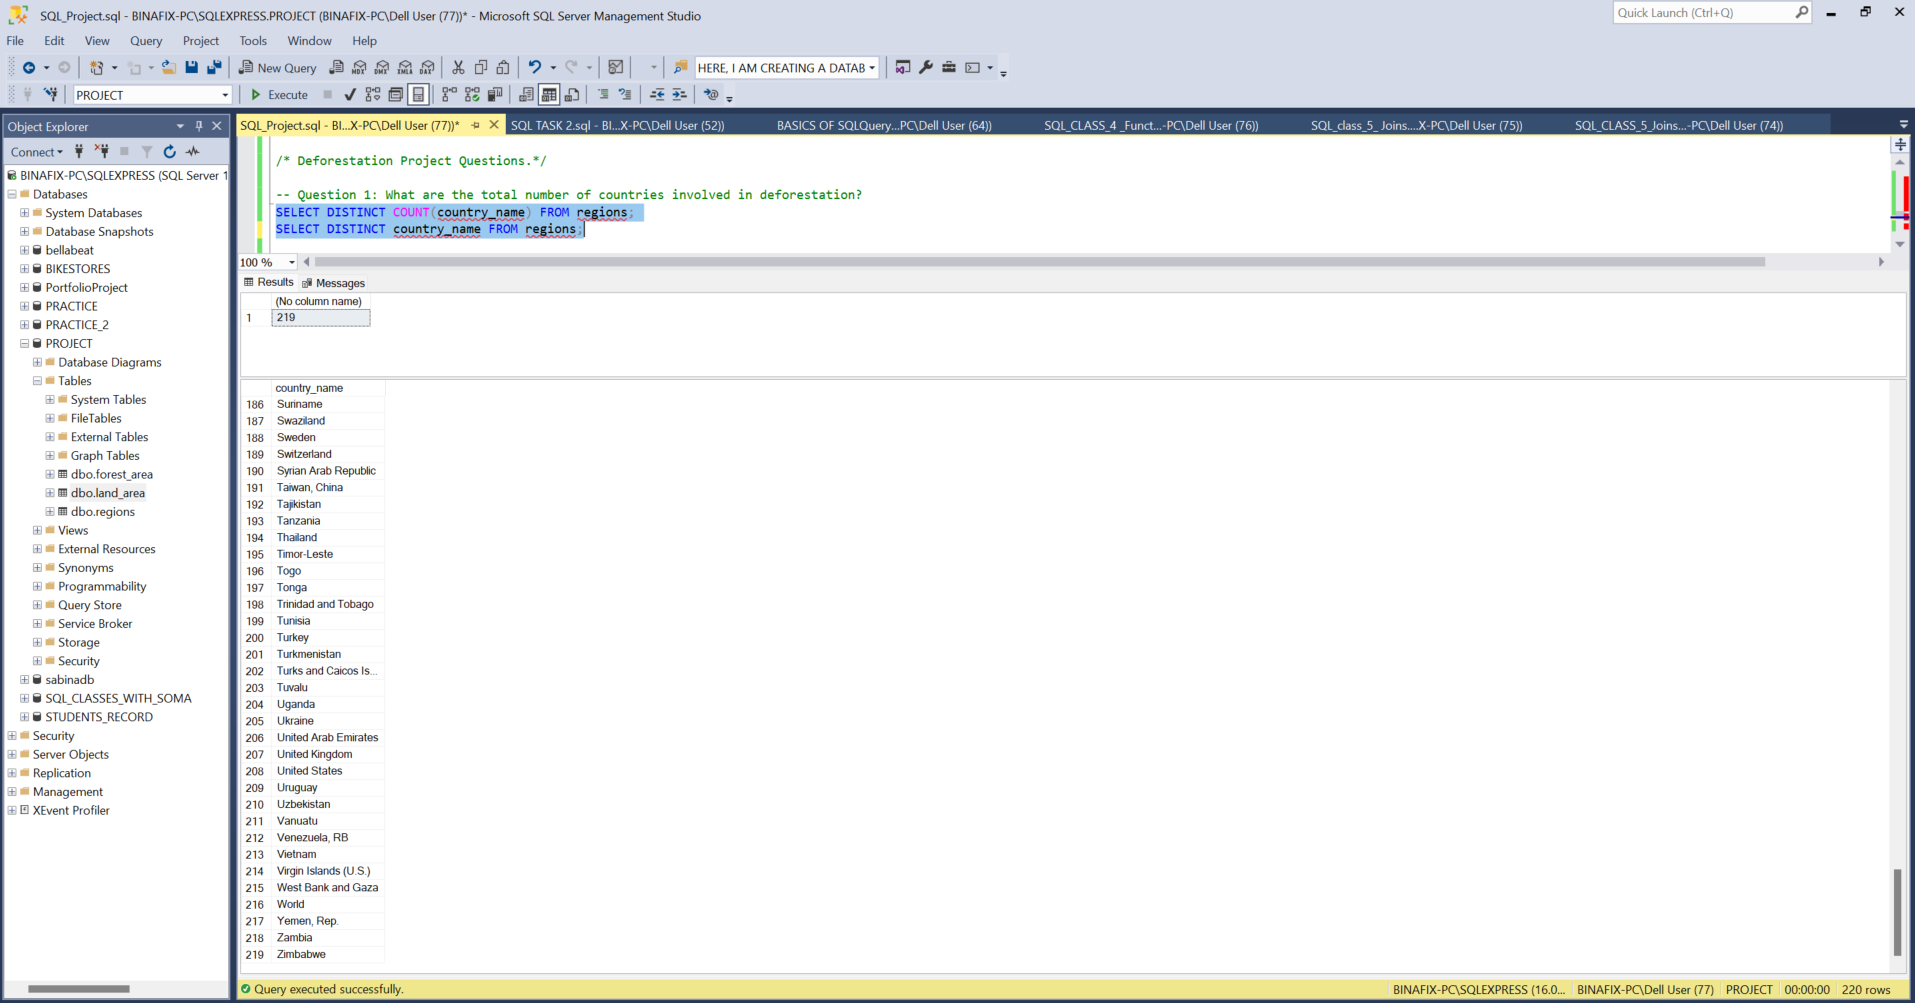 SQL_Project.sql - BINAFIX-PC\SQLEXPRESS.PROJECT (BINAFIX-PC\Dell User (77))* - Microsoft SQL Server Management Studio
Quick Launch (Ctrl+Q)
File Edit View Query Project Tools Window Help
New Query MDX DMX XMLA DAX HERE, I AM CREATING A DATAB
PROJECT Execute
Object Explorer
SQL_Project.sql - BI...X-PC\Dell User (77))* SQL TASK 2.sql - BI...X-PC\Dell User (52)) BASICS OF SQLQuery...PC\Dell User (64)) SQL_CLASS_4 _Funct...-PC\Dell User (76)) SQL_class_5_ Joins....X-PC\Dell User (75)) SQL_CLASS_5_Joins...-PC\Dell User (74))
Connect
BINAFIX-PC\SQLEXPRESS (SQL Server 1
Databases
System Databases
Database Snapshots
bellabeat
BIKESTORES
PortfolioProject
PRACTICE
PRACTICE_2
PROJECT
Database Diagrams
Tables
System Tables
FileTables
External Tables
Graph Tables
dbo.forest_area
dbo.land_area
dbo.regions
Views
External Resources
Synonyms
Programmability
Query Store
Service Broker
Storage
Security
sabinadb
SQL_CLASSES_WITH_SOMA
STUDENTS_RECORD
Security
Server Objects
Replication
Management
XEvent Profiler
/* Deforestation Project Questions.*/
-- Question 1: What are the total number of countries involved in deforestation?
SELECT DISTINCT COUNT(country_name) FROM regions;
SELECT DISTINCT country_name FROM regions;
100 %
Results Messages
(No column name)
1 219
country_name
186 Suriname
187 Swaziland
188 Sweden
189 Switzerland
190 Syrian Arab Republic
191 Taiwan, China
192 Tajikistan
193 Tanzania
194 Thailand
195 Timor-Leste
196 Togo
197 Tonga
198 Trinidad and Tobago
199 Tunisia
200 Turkey
201 Turkmenistan
202 Turks and Caicos Is...
203 Tuvalu
204 Uganda
205 Ukraine
206 United Arab Emirates
207 United Kingdom
208 United States
209 Uruguay
210 Uzbekistan
211 Vanuatu
212 Venezuela, RB
213 Vietnam
214 Virgin Islands (U.S.)
215 West Bank and Gaza
216 World
217 Yemen, Rep.
218 Zambia
219 Zimbabwe
Query executed successfully.
BINAFIX-PC\SQLEXPRESS (16.0... BINAFIX-PC\Dell User (77) PROJECT 00:00:00 220 rows